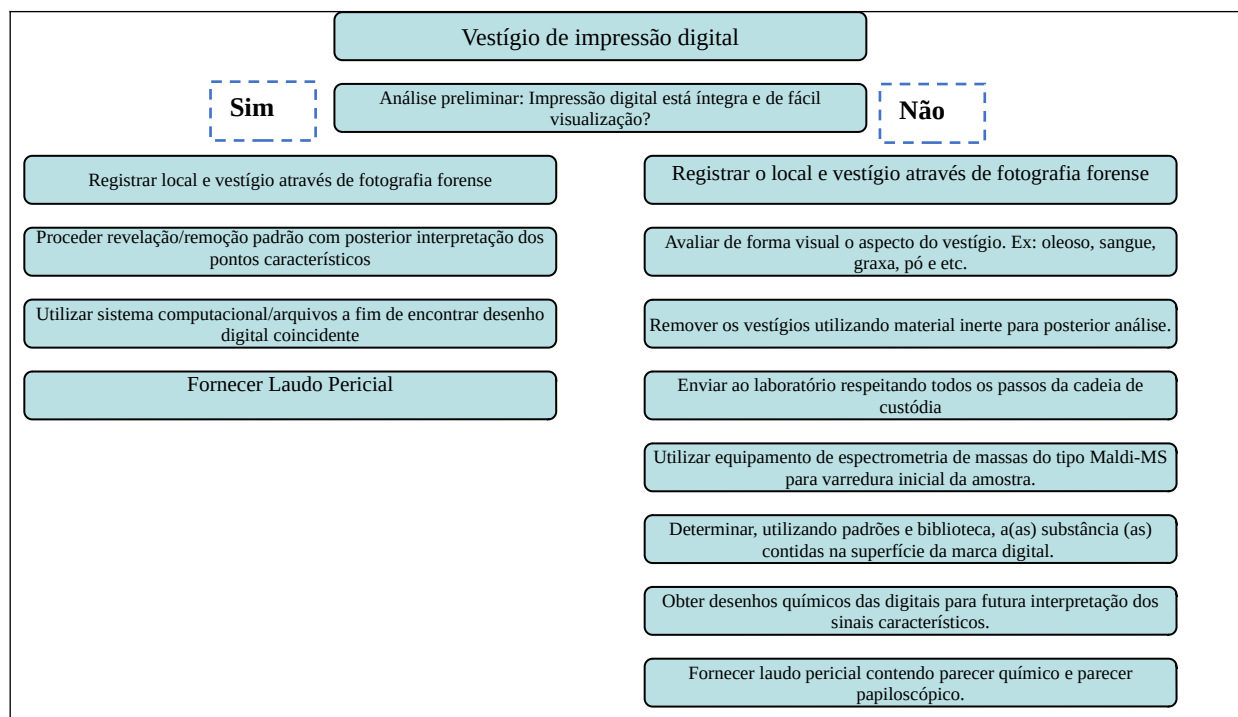 Vestígio de impressão digital
Sim
Análise preliminar: Impressão digital está íntegra e de fácil
visualização?
Não
Registrar local e vestígio através de fotografia forense
Proceder revelação/remoção padrão com posterior interpretação dos
pontos característicos
Utilizar sistema computacional/arquivos a fim de encontrar desenho
digital coincidente
Fornecer Laudo Pericial
Registrar o local e vestígio através de fotografia forense
Avaliar de forma visual o aspecto do vestígio. Ex: oleoso, sangue,
graxa, pó e etc.
Remover os vestígios utilizando material inerte para posterior análise.
Enviar ao laboratório respeitando todos os passos da cadeia de
custódia
Utilizar equipamento de espectrometria de massas do tipo Maldi-MS
para varredura inicial da amostra.
Determinar, utilizando padrões e biblioteca, a(as) substância (as)
contidas na superfície da marca digital.
Obter desenhos químicos das digitais para futura interpretação dos
sinais característicos.
Fornecer laudo pericial contendo parecer químico e parecer
papiloscópico.